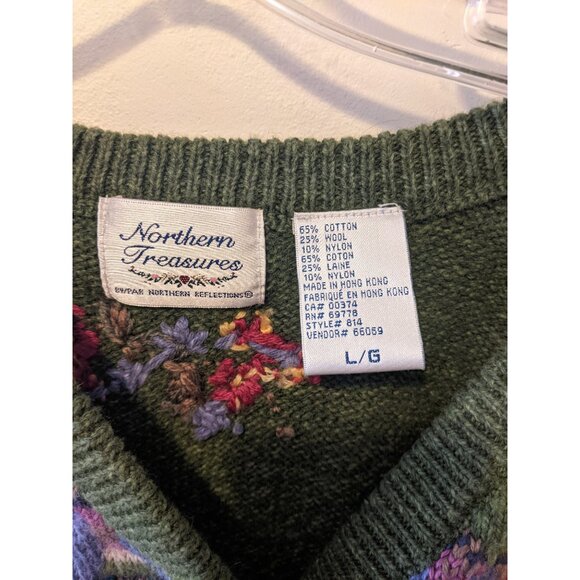 Northern
Treasures
BY/PAR NORTHERN REFLECTIONS®
65% COTTON
25% WOOL
10% NYLON
65% COTON
25% LAINE
10% NYLON
MADE IN HONG KONG
FABRIQUÉ EN HONG KONG
CA# 00374
RN# 69778
STYLE# 814
VENDOR# 66059
L/G